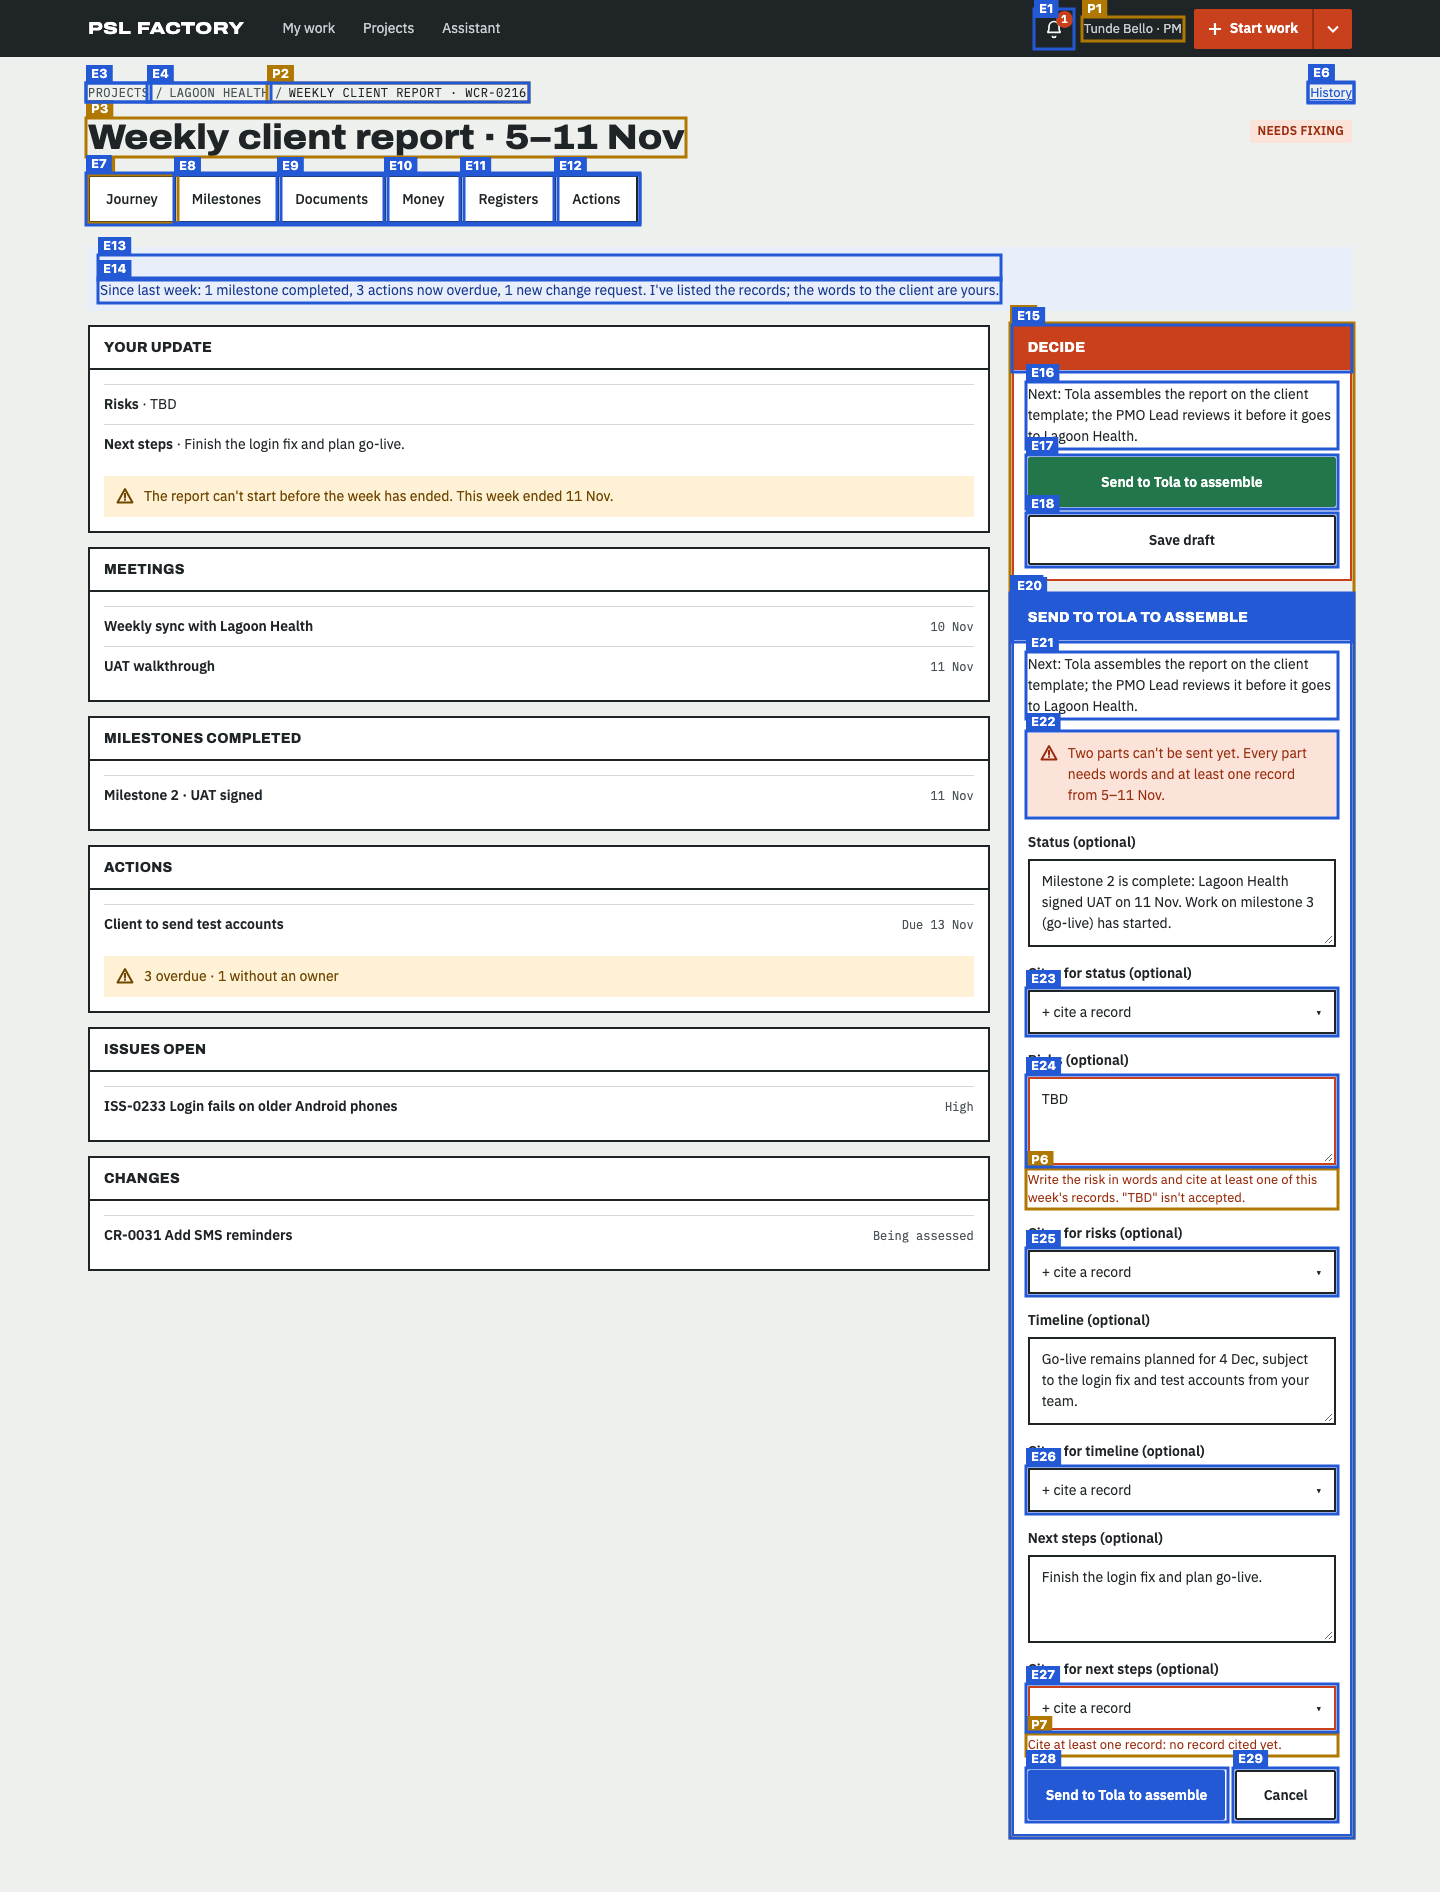 PSL FACTORY
My work
Projects
Assistant
E1
1
P1
Tunde Bello · PM
Start work
E3
E4
P2
E6
PROJECTS / LAGOON HEALTH / WEEKLY CLIENT REPORT · WCR-0216
History
P3
Weekly client report · 5–11 Nov
NEEDS FIXING
E7
E8
E9
E10
E11
E12
Journey
Milestones
Documents
Money
Registers
Actions
E13
E14
Since last week: 1 milestone completed, 3 actions now overdue, 1 new change request. I've listed the records; the words to the client are yours.
YOUR UPDATE
Risks · TBD
Next steps · Finish the login fix and plan go-live.
The report can't start before the week has ended. This week ended 11 Nov.
MEETINGS
Weekly sync with Lagoon Health
10 Nov
UAT walkthrough
11 Nov
MILESTONES COMPLETED
Milestone 2 · UAT signed
11 Nov
ACTIONS
Client to send test accounts
Due 13 Nov
3 overdue · 1 without an owner
ISSUES OPEN
ISS-0233 Login fails on older Android phones
High
CHANGES
CR-0031 Add SMS reminders
Being assessed
E15
DECIDE
E16
Next: Tola assembles the report on the client
template; the PMO Lead reviews it before it goes
to Lagoon Health.
E17
Send to Tola to assemble
E18
Save draft
E20
SEND TO TOLA TO ASSEMBLE
E21
Next: Tola assembles the report on the client
template; the PMO Lead reviews it before it goes
to Lagoon Health.
E22
Two parts can't be sent yet. Every part
needs words and at least one record
from 5–11 Nov.
Status (optional)
Milestone 2 is complete: Lagoon Health
signed UAT on 11 Nov. Work on milestone 3
(go-live) has started.
for status (optional)
E23
+ cite a record
(optional)
E24
TBD
P6
Write the risk in words and cite at least one of this
week's records. "TBD" isn't accepted.
for risks (optional)
E25
+ cite a record
Timeline (optional)
Go-live remains planned for 4 Dec, subject
to the login fix and test accounts from your
team.
for timeline (optional)
E26
+ cite a record
Next steps (optional)
Finish the login fix and plan go-live.
for next steps (optional)
E27
+ cite a record
P7
Cite at least one record: no record cited yet.
E28
E29
Send to Tola to assemble
Cancel